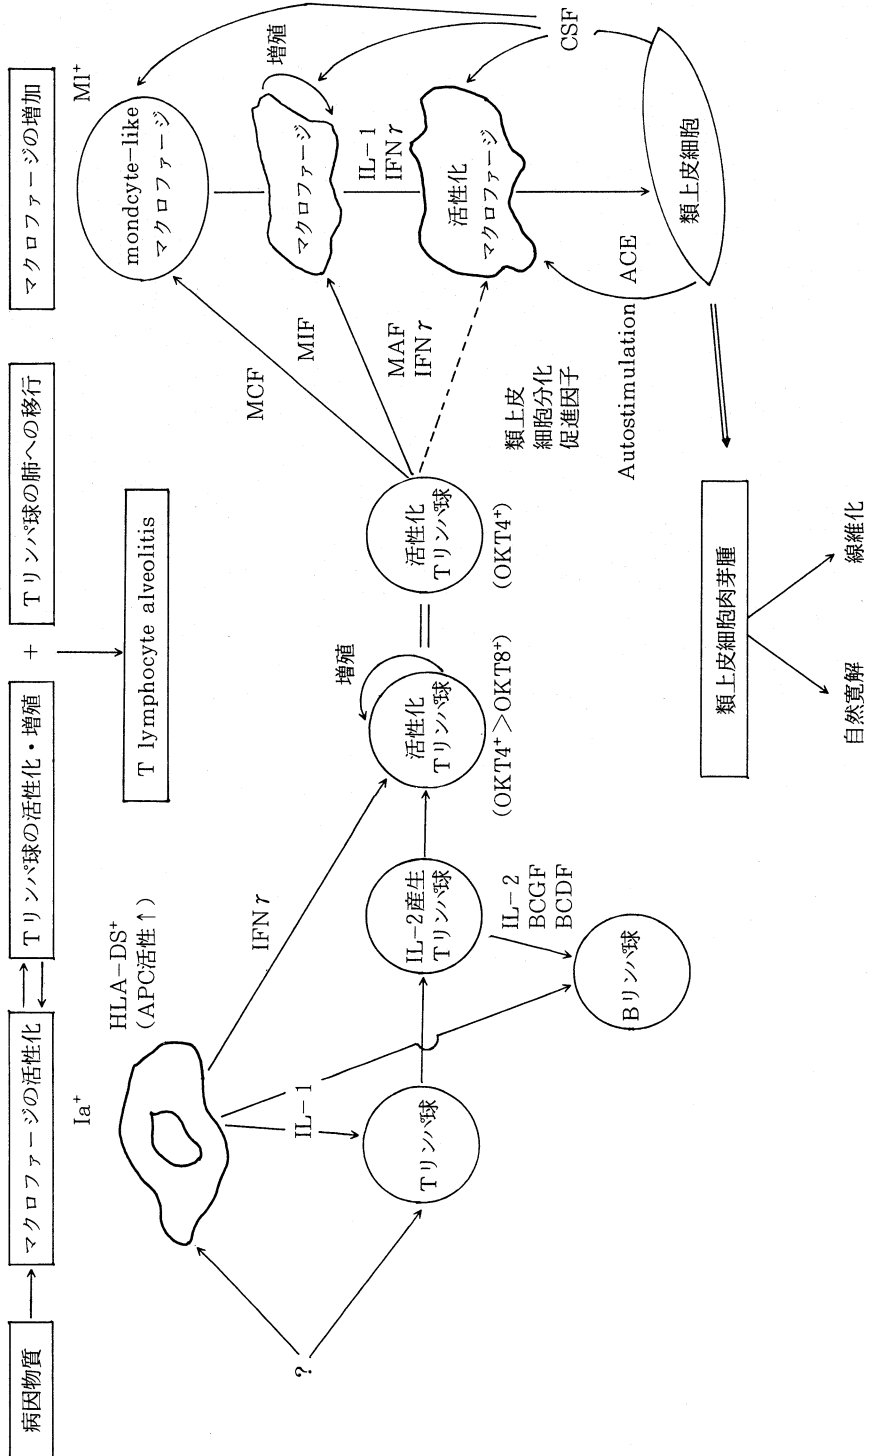 病因物質
マクロファージの活性化
Tリンパ球の活性化・増殖
+
Tリンパ球の肺への移行
マクロファージの増加
T lymphocyte alveolitis
Ia⁺
HLA-DS⁺
(APC活性↑)
MI⁺
mondcyte-like
マクロファージ
増殖
マクロファージ
IL-1
IFNγ
活性化
マクロファージ
CSF
類上皮細胞
ACE
Autostimulation
MCF
MIF
MAF
IFNγ
類上皮
細胞分化
促進因子
活性化
Tリンパ球
(OKT4⁺)
増殖
活性化
Tリンパ球
(OKT4⁺>OKT8⁺)
IFNγ
IL-1
IL-2産生
Tリンパ球
IL-2
BCGF
BCDF
Tリンパ球
Bリンパ球
?
類上皮細胞肉芽腫
自然寛解
線維化